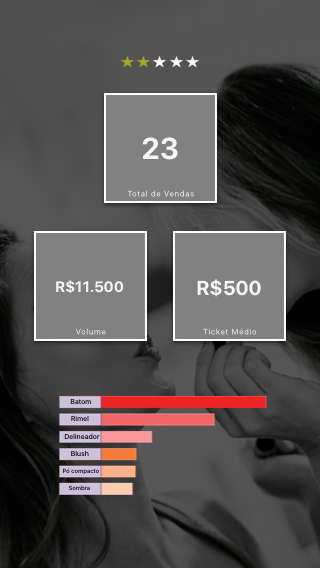 23
Total de Vendas
R$11.500
Volume
R$500
Ticket Médio
Batom
Rimel
Delineador
Blush
Pó compacto
Sombra